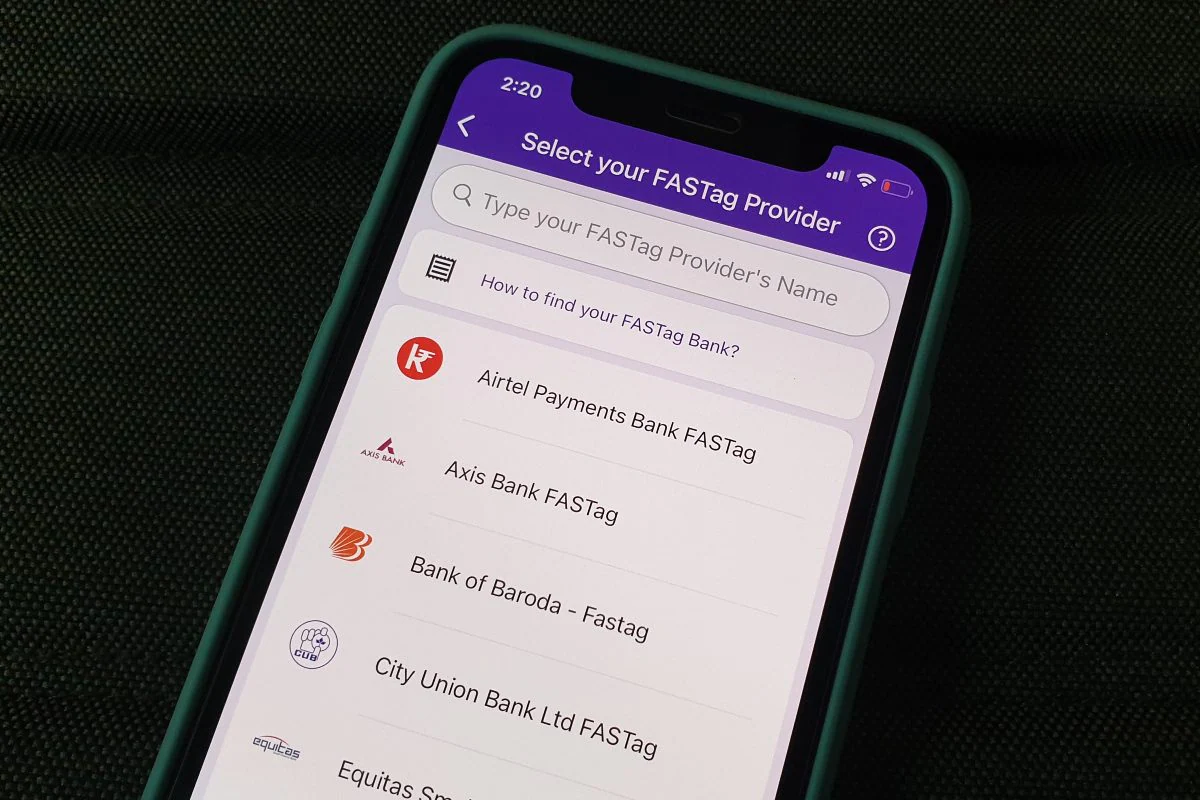 2:20
Select your FASTag Provider
Type your FASTag Provider's Name
How to find your FASTag Bank?
Airtel Payments Bank FASTag
AXIS BANK
Axis Bank FASTag
Bank of Baroda - Fastag
CUB
City Union Bank Ltd FASTag
equitas
Equitas